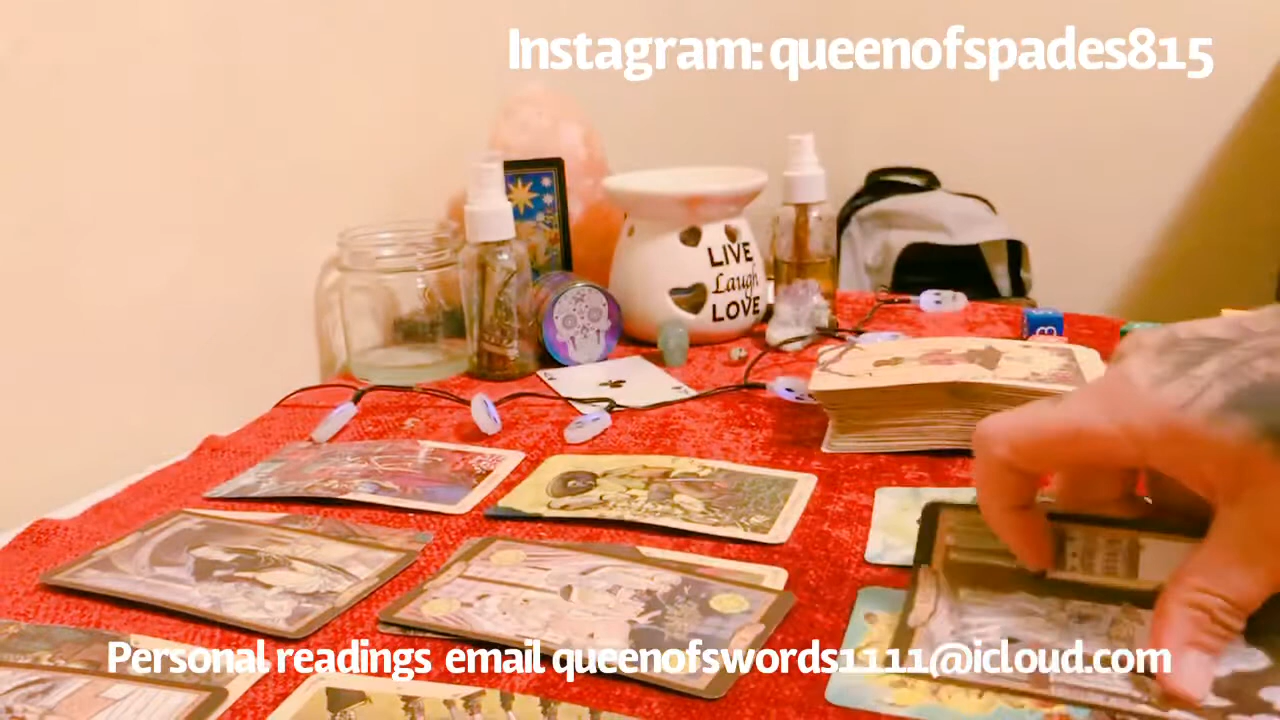 Instagram: queenofspades815
LIVE
Laugh
LOVE
Personal readings email queenofswords1111@icloud.com